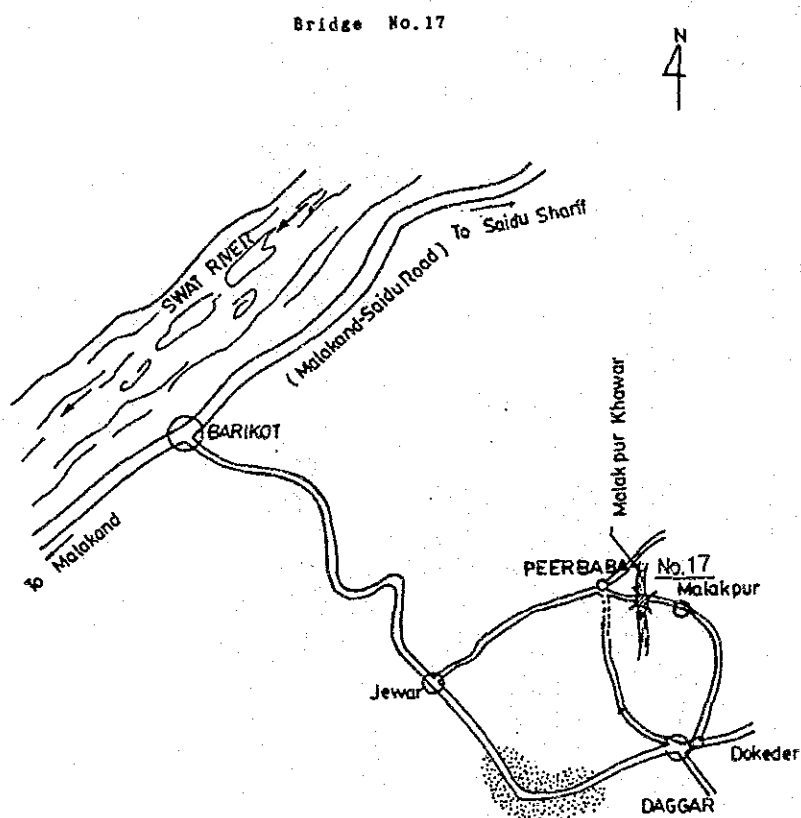 Bridge No.17
N
SWAT RIVER
(Malakand-Saidu Road) To Saidu Sharif
BARIKOT
To Malakand
Malakpur Khawar
PEERBABA
No.17
Malakpur
Jewar
Dokeder
DAGGAR